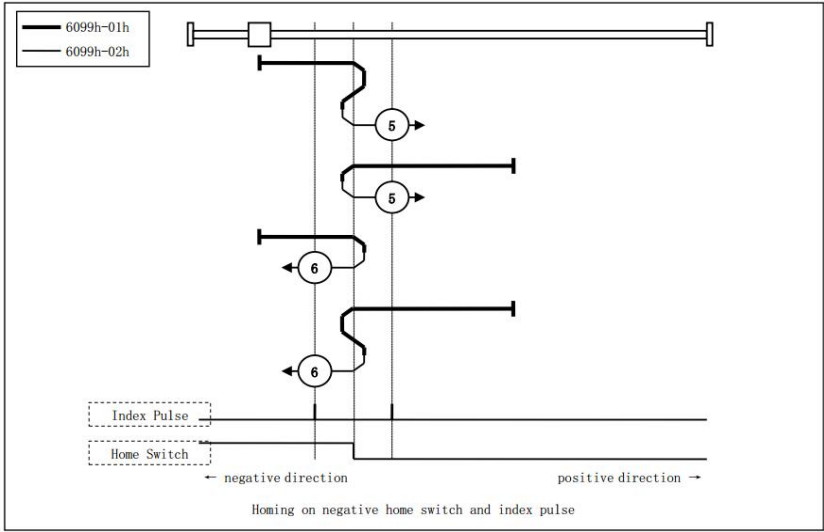 6099h-01h
6099h-02h
5
5
6
6
Index Pulse
Home Switch
← negative direction
positive direction →
Homing on negative home switch and index pulse